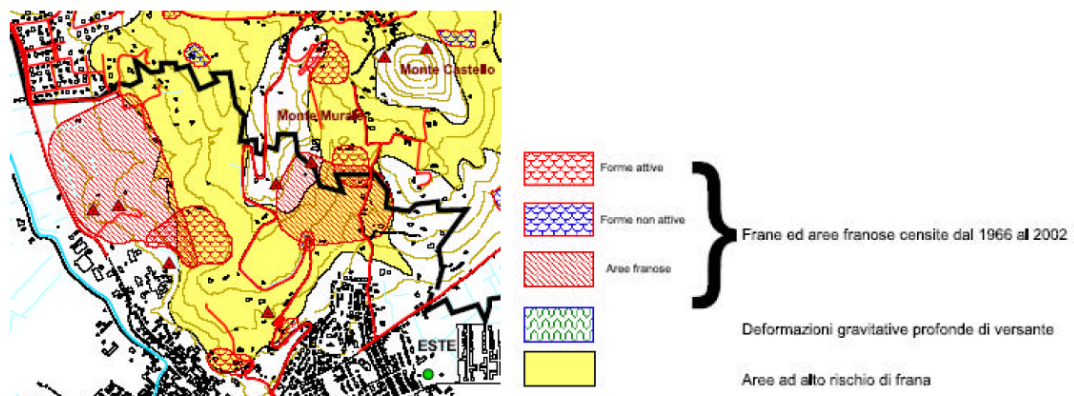 Monte Castello
Monte Murale
ESTE
Forme attive
Forme non attive
Aree franose
Frane ed aree franose censite dal 1966 al 2002
Deformazioni gravitative profonde di versante
Aree ad alto rischio di frana